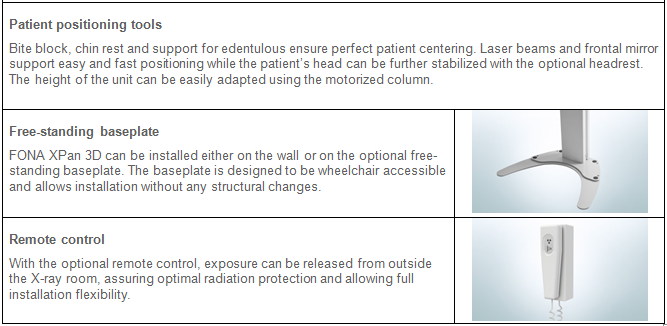 Patient positioning tools
Bite block, chin rest and support for edentulous ensure perfect patient centering. Laser beams and frontal mirror
support easy and fast positioning while the patient's head can be further stabilized with the optional headrest.
The height of the unit can be easily adapted using the motorized column.
Free-standing baseplate
FONA XPan 3D can be installed either on the wall or on the optional free-
standing baseplate. The baseplate is designed to be wheelchair accessible
and allows installation without any structural changes.
Remote control
With the optional remote control, exposure can be released from outside
the X-ray room, assuring optimal radiation protection and allowing full
installation flexibility.